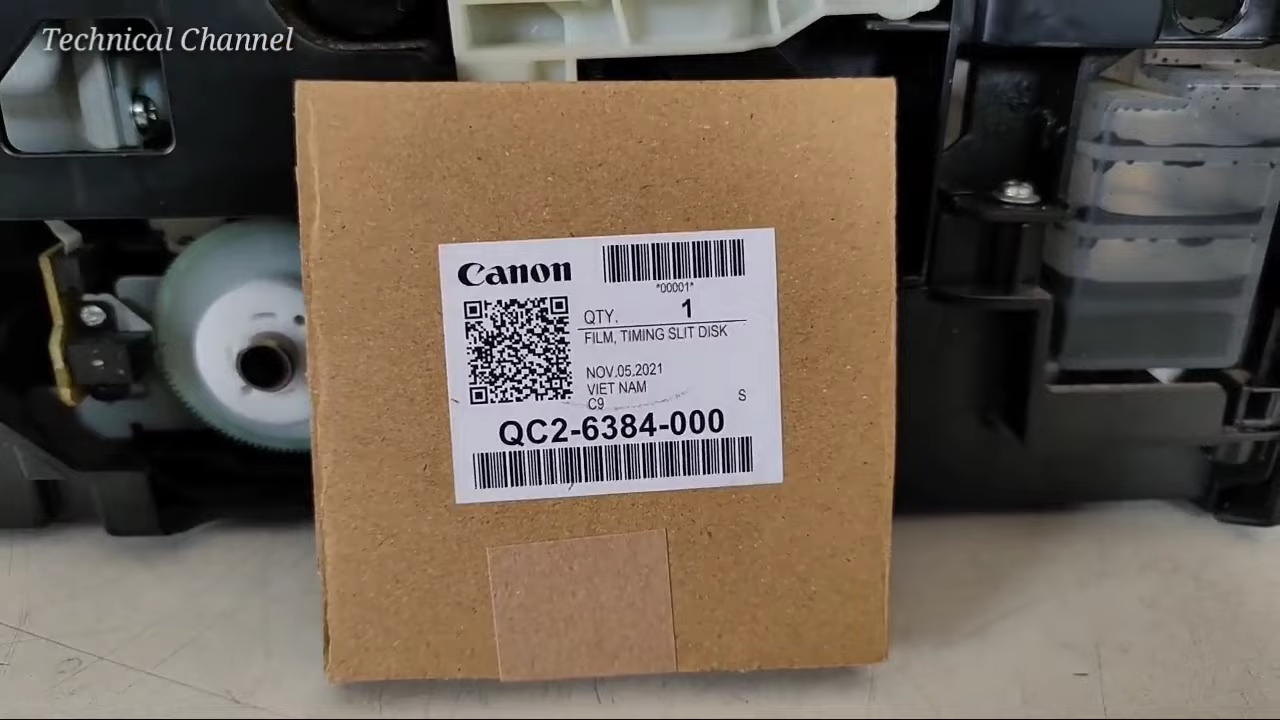 Technical Channel
Canon
*00001*
QTY. 1
FILM, TIMING SLIT DISK
NOV.05.2021
VIET NAM
C9 S
QC2-6384-000